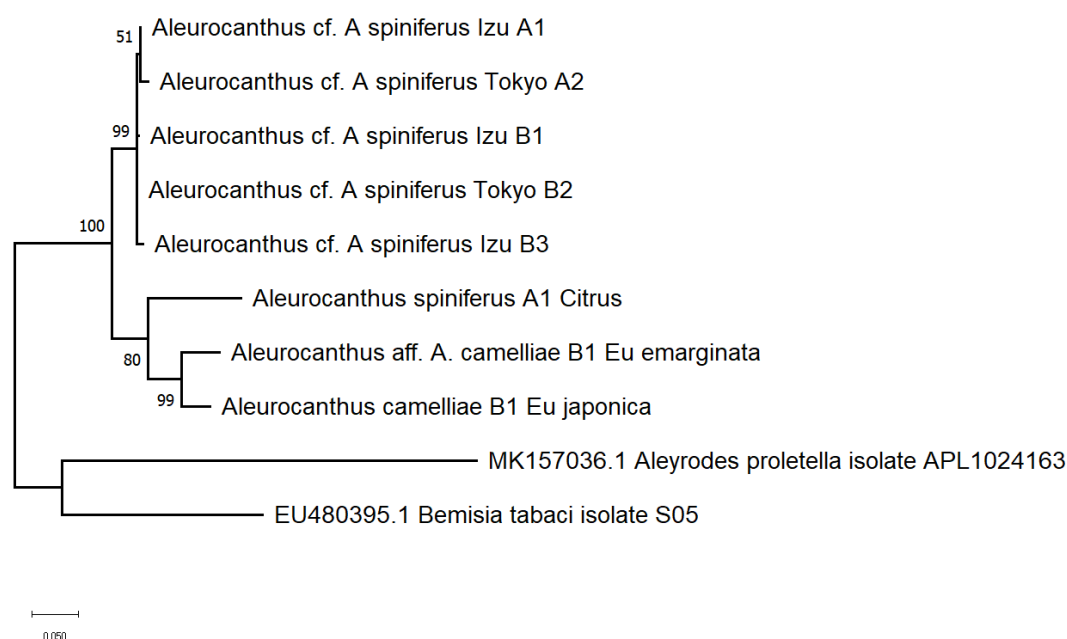 51
Aleurocanthus cf. A spiniferus Izu A1
Aleurocanthus cf. A spiniferus Tokyo A2
99
Aleurocanthus cf. A spiniferus Izu B1
Aleurocanthus cf. A spiniferus Tokyo B2
100
Aleurocanthus cf. A spiniferus Izu B3
Aleurocanthus spiniferus A1 Citrus
80
Aleurocanthus aff. A. camelliae B1 Eu emarginata
99
Aleurocanthus camelliae B1 Eu japonica
MK157036.1 Aleyrodes proletella isolate APL1024163
EU480395.1 Bemisia tabaci isolate S05
0.050